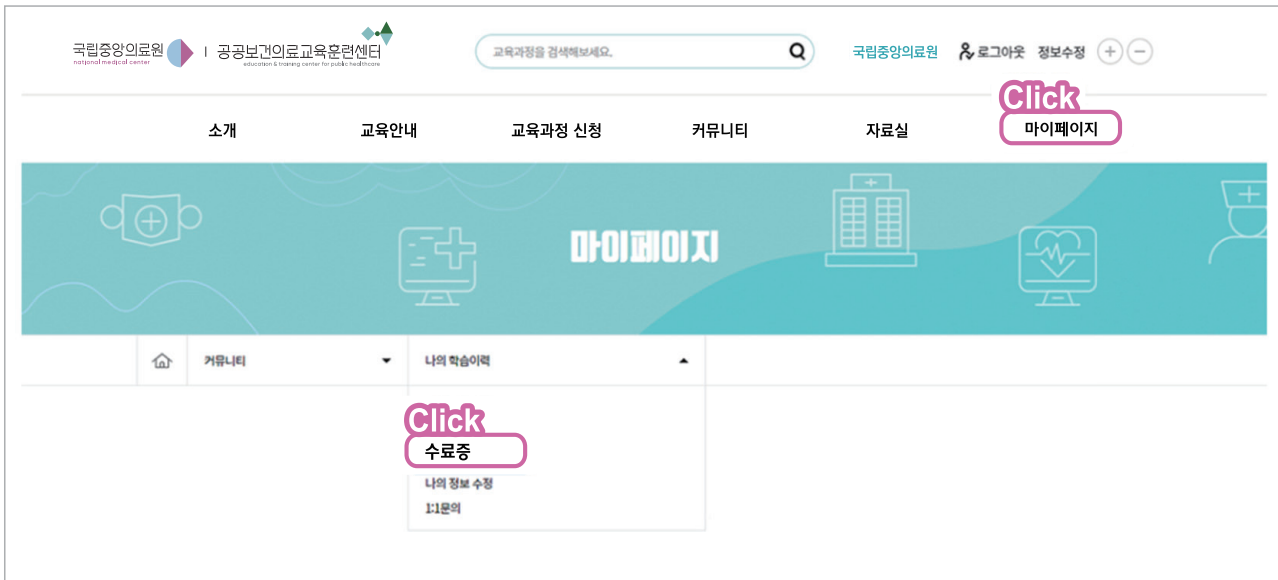 국립중앙의료원
national medical center
공공보건의료교육훈련센터
education & training center for public healthcare
교육과정을 검색해보세요.
국립중앙의료원 로그아웃 정보수정 + −
Click
소개 교육안내 교육과정 신청 커뮤니티 자료실 마이페이지
마이페이지
커뮤니티 나의 학습이력
Click
수료증
나의 정보 수정
1:1문의